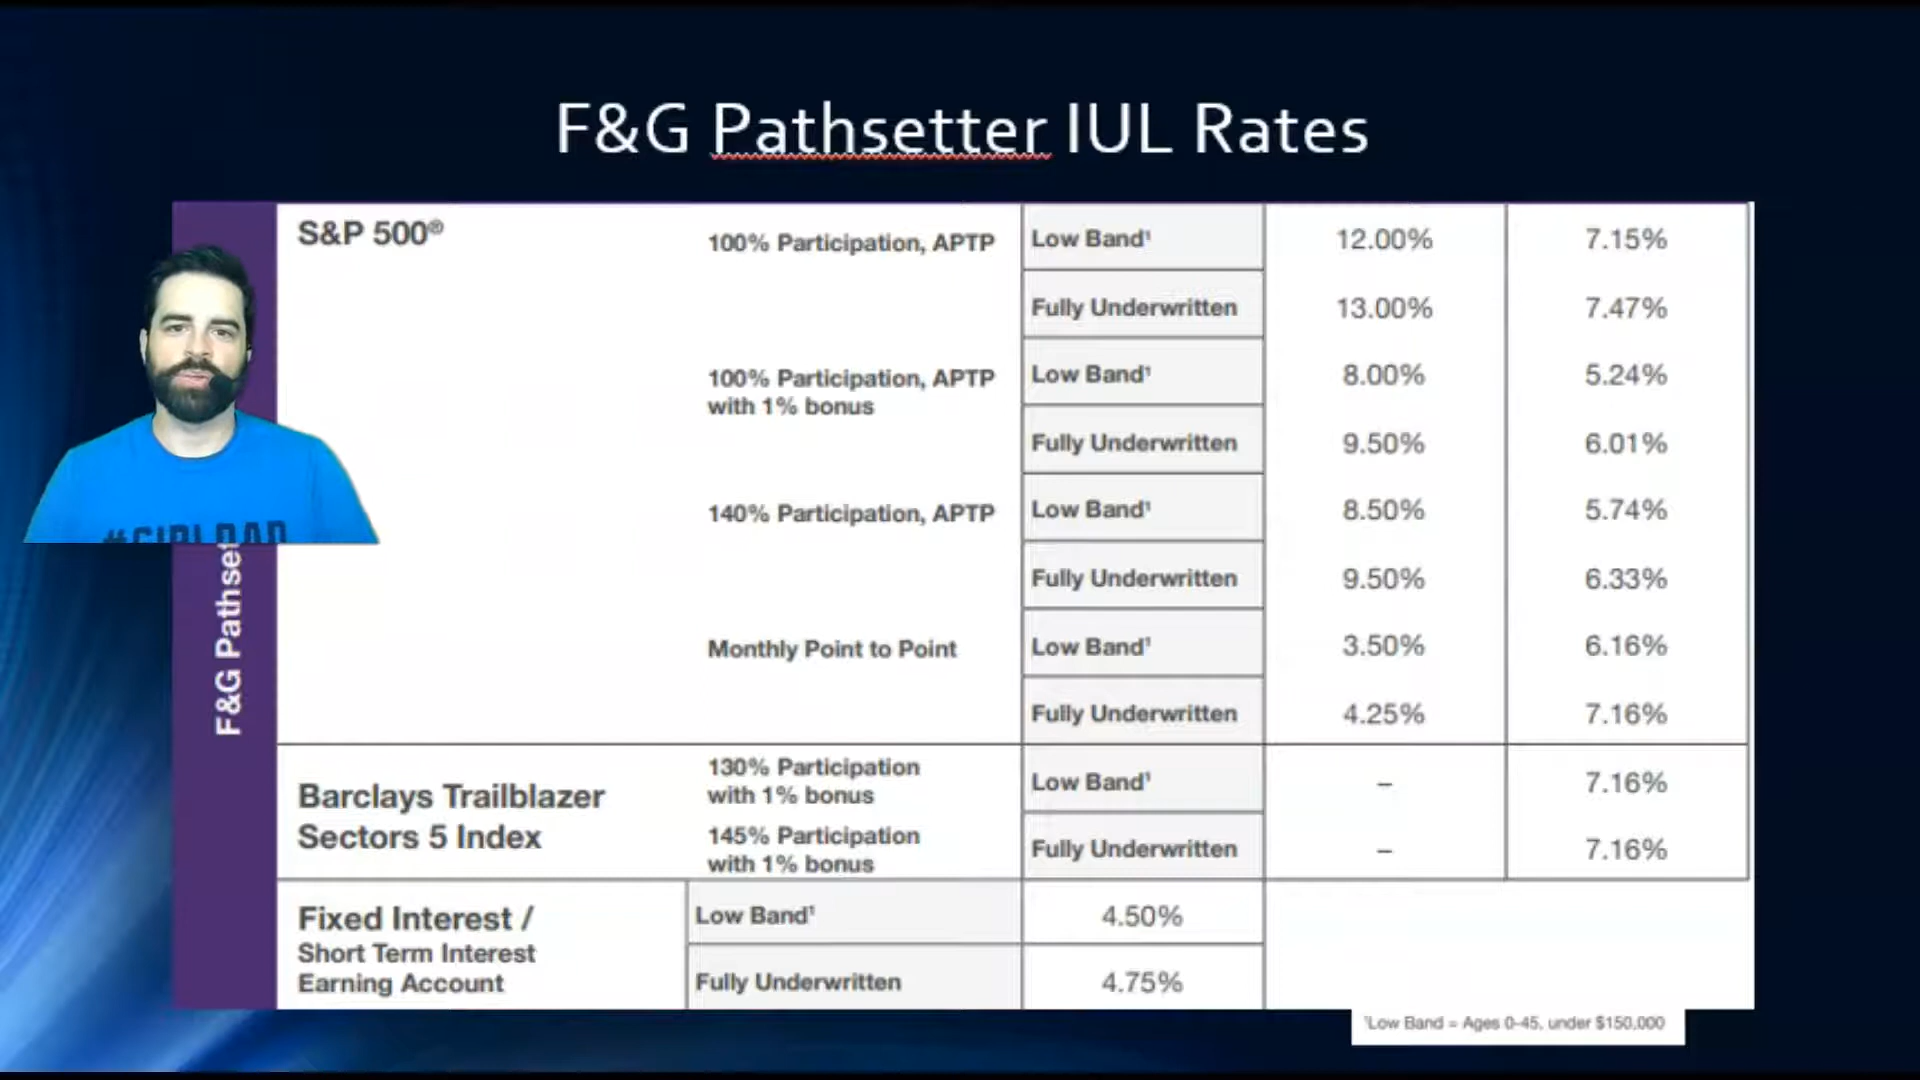 F&G Pathsetter IUL Rates
S&P 500®
100% Participation, APTP
Low Band¹ 12.00% 7.15%
Fully Underwritten 13.00% 7.47%
100% Participation, APTP
with 1% bonus
Low Band¹ 8.00% 5.24%
Fully Underwritten 9.50% 6.01%
140% Participation, APTP
Low Band¹ 8.50% 5.74%
Fully Underwritten 9.50% 6.33%
Monthly Point to Point
Low Band¹ 3.50% 6.16%
Fully Underwritten 4.25% 7.16%
Barclays Trailblazer
Sectors 5 Index
130% Participation
with 1% bonus
Low Band¹ – 7.16%
145% Participation
with 1% bonus
Fully Underwritten – 7.16%
Fixed Interest /
Short Term Interest
Earning Account
Low Band¹ 4.50%
Fully Underwritten 4.75%
¹Low Band = Ages 0-45, under $150,000
F&G Pathset